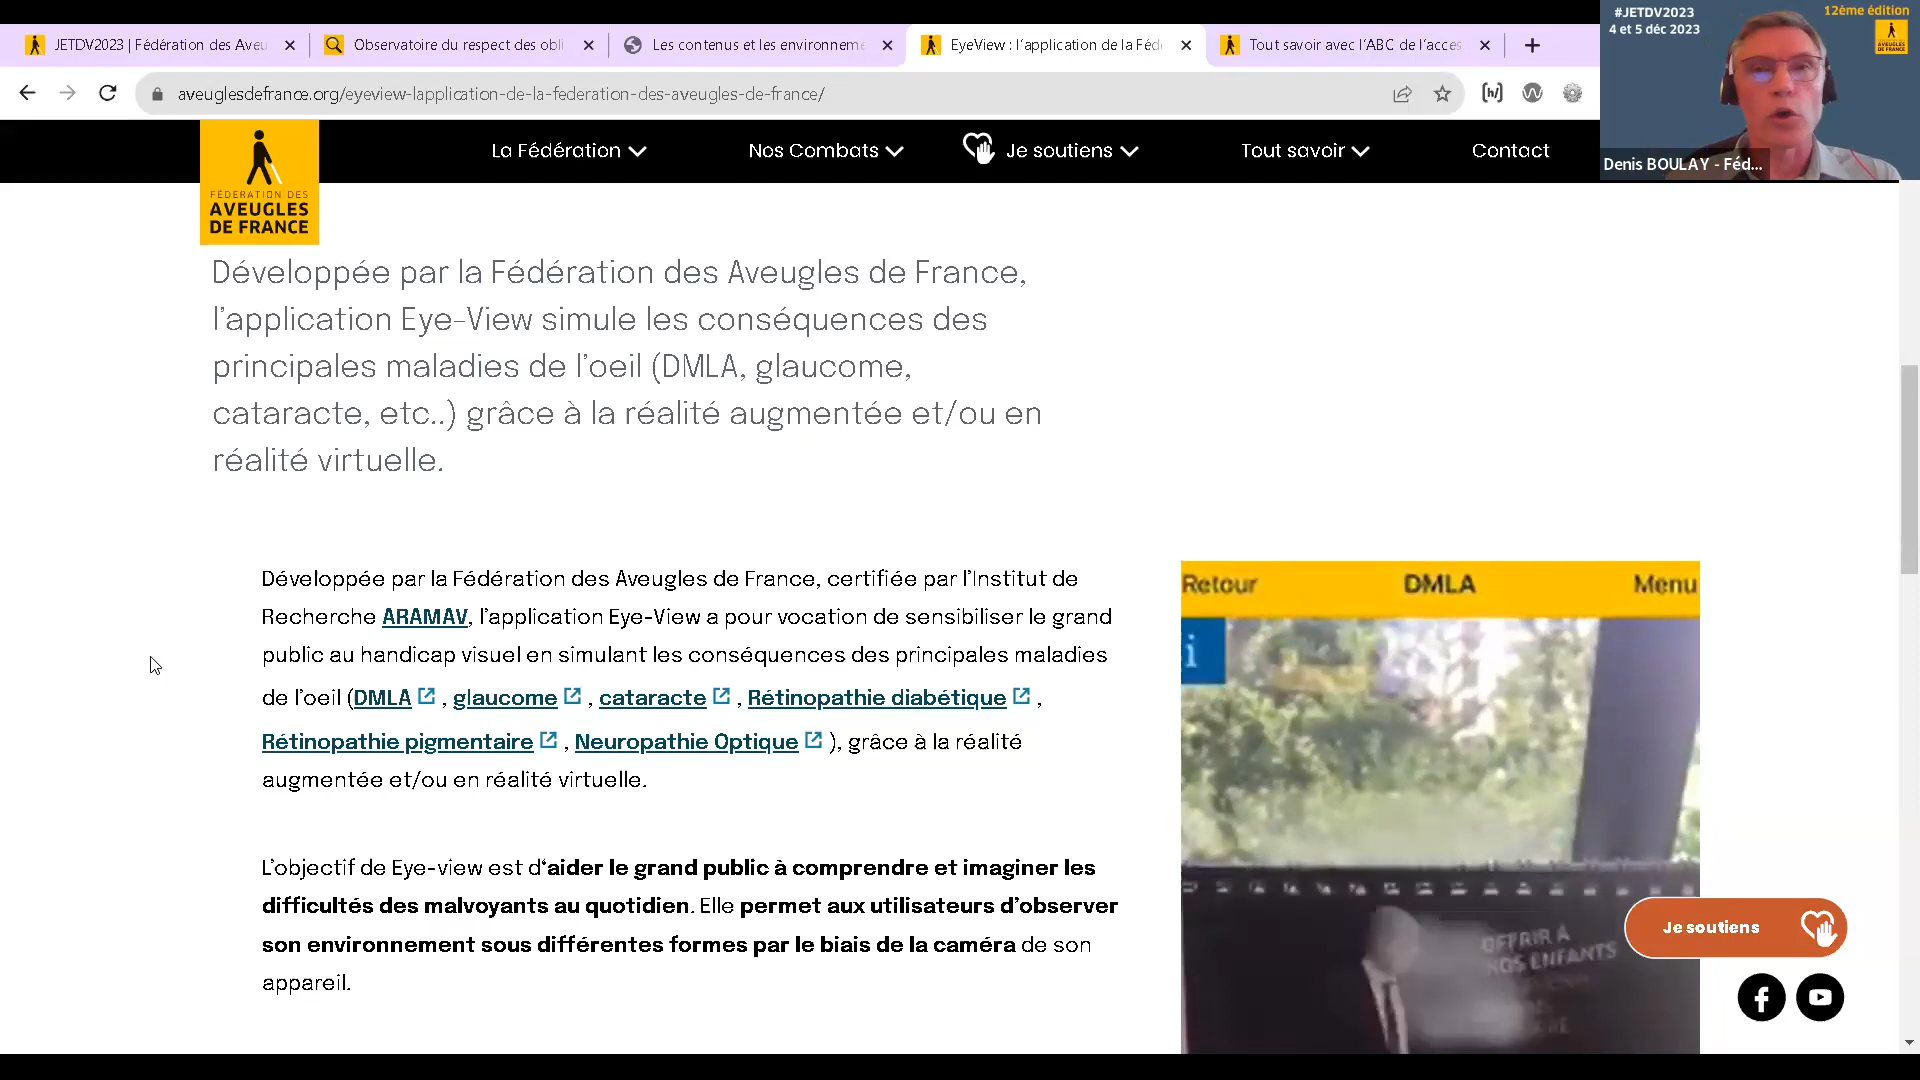 JETDV2023 | Fédération des Aveu
Observatoire du respect des obli
Les contenus et les environneme
EyeView : l'application de la Féd
Tout savoir avec l'ABC de l'acces
#JETDV2023
4 et 5 déc 2023
12ème édition
aveuglesdefrance.org/eyeview-lapplication-de-la-federation-des-aveugles-de-france/
Denis BOULAY - Féd...
FÉDÉRATION DES
AVEUGLES
DE FRANCE
La Fédération
Nos Combats
Je soutiens
Tout savoir
Contact
Développée par la Fédération des Aveugles de France,
l'application Eye-View simule les conséquences des
principales maladies de l'oeil (DMLA, glaucome,
cataracte, etc..) grâce à la réalité augmentée et/ou en
réalité virtuelle.
Développée par la Fédération des Aveugles de France, certifiée par l'Institut de
Recherche ARAMAV, l'application Eye-View a pour vocation de sensibiliser le grand
public au handicap visuel en simulant les conséquences des principales maladies
de l'oeil (DMLA , glaucome , cataracte , Rétinopathie diabétique ,
Rétinopathie pigmentaire , Neuropathie Optique ), grâce à la réalité
augmentée et/ou en réalité virtuelle.
L'objectif de Eye-view est d'aider le grand public à comprendre et imaginer les
difficultés des malvoyants au quotidien. Elle permet aux utilisateurs d'observer
son environnement sous différentes formes par le biais de la caméra de son
appareil.
Retour
DMLA
Menu
i
OFFRIR À
NOS ENFANTS
Je soutiens